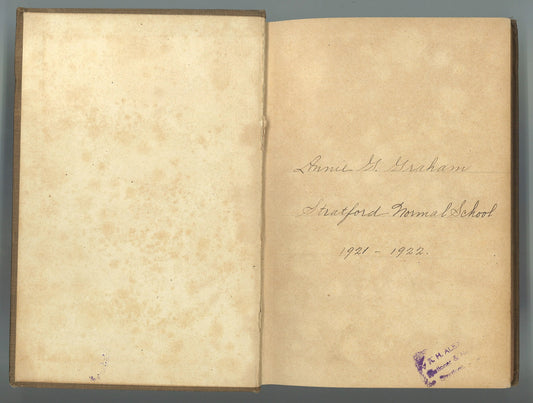 Annie G. Graham
Stratford Normal School
1921 - 1922.
R. H. 
&